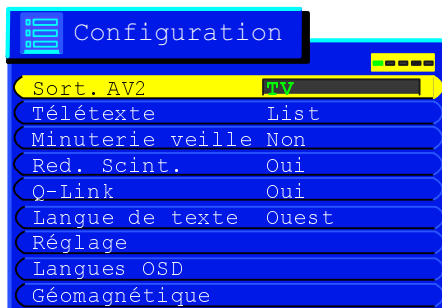 Configuration
Sort. AV2 TV
Télétexte List
Minuterie veille Non
Red. Scint. Oui
Q-Link Oui
Langue de texte Ouest
Réglage
Langues OSD
Géomagnétique